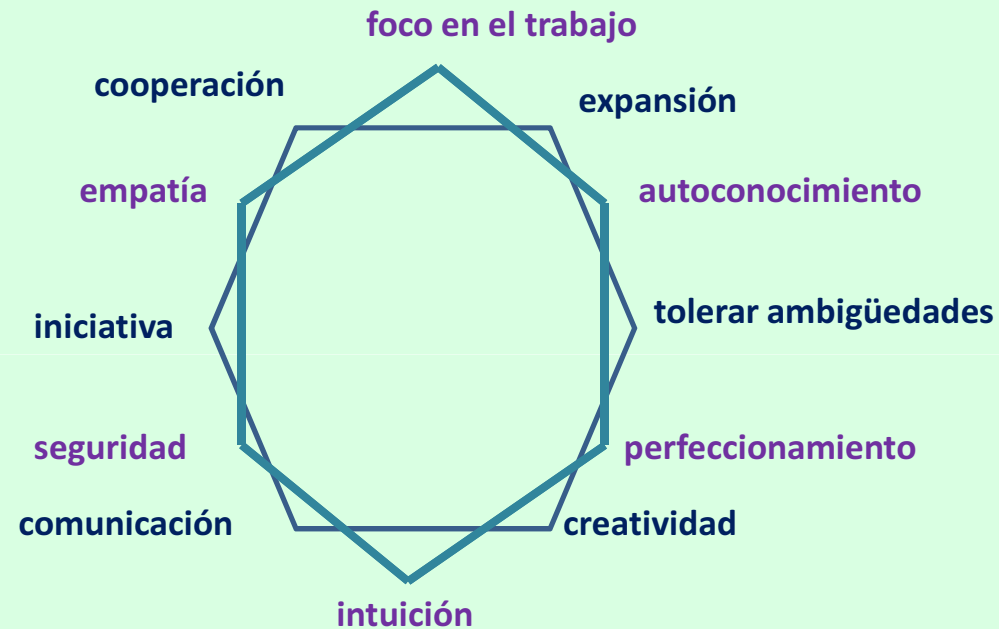 foco en el trabajo
cooperación
expansión
empatía
autoconocimiento
iniciativa
tolerar ambigüedades
seguridad
perfeccionamiento
comunicación
creatividad
intuición